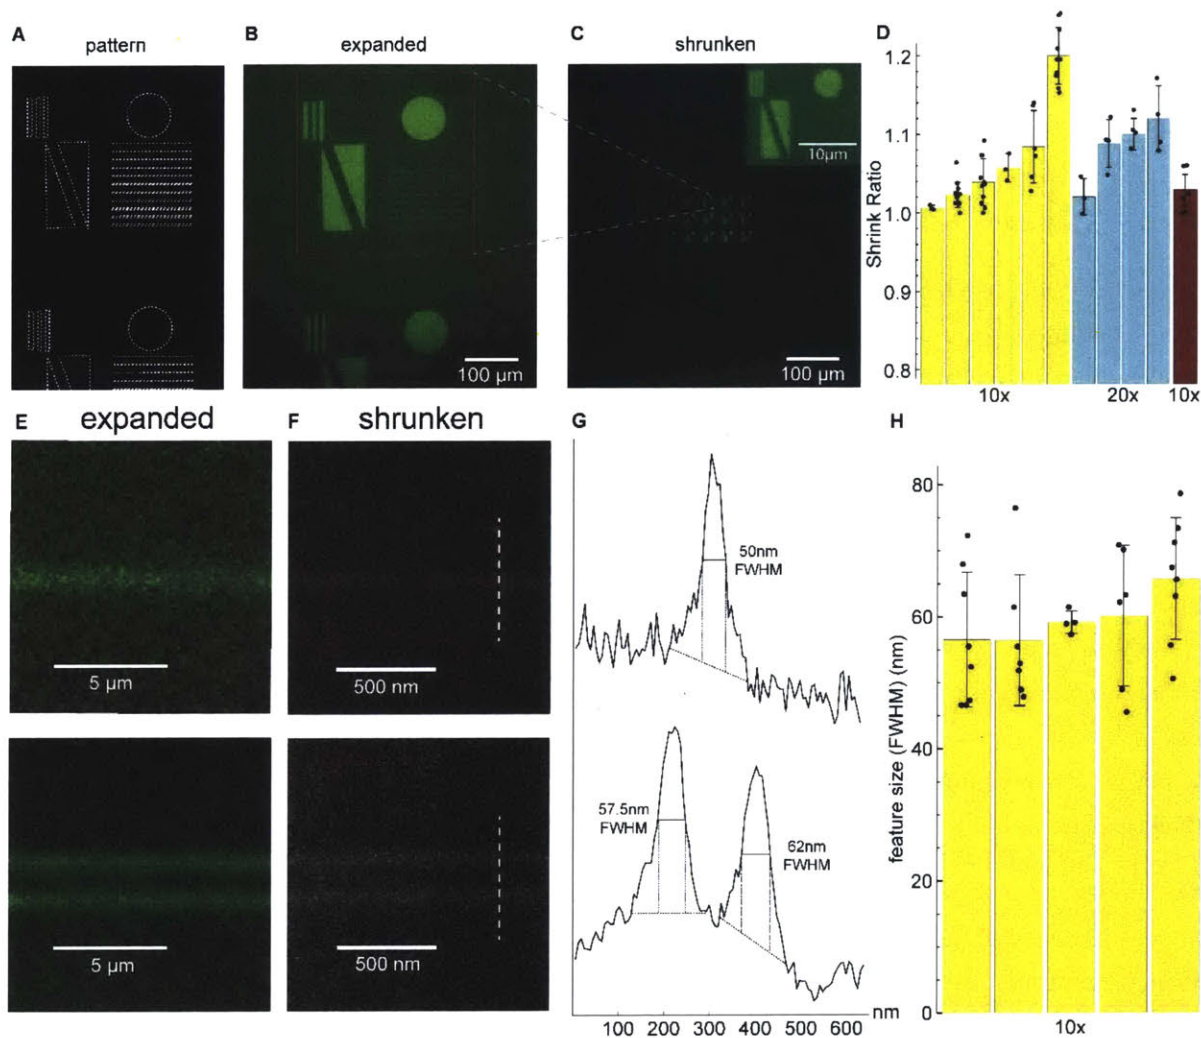 A
pattern
B
expanded
C
shrunken
100 µm
10µm
100 µm
D
Shrink Ratio
1.2
1.1
1.0
0.9
0.8
10x
20x
10x
E
expanded
F
shrunken
5 µm
500 nm
5 µm
500 nm
G
50nm
FWHM
57.5nm
FWHM
62nm
FWHM
100 200 300 400 500 600
nm
H
feature size (FWHM) (nm)
80
60
40
20
0
10x